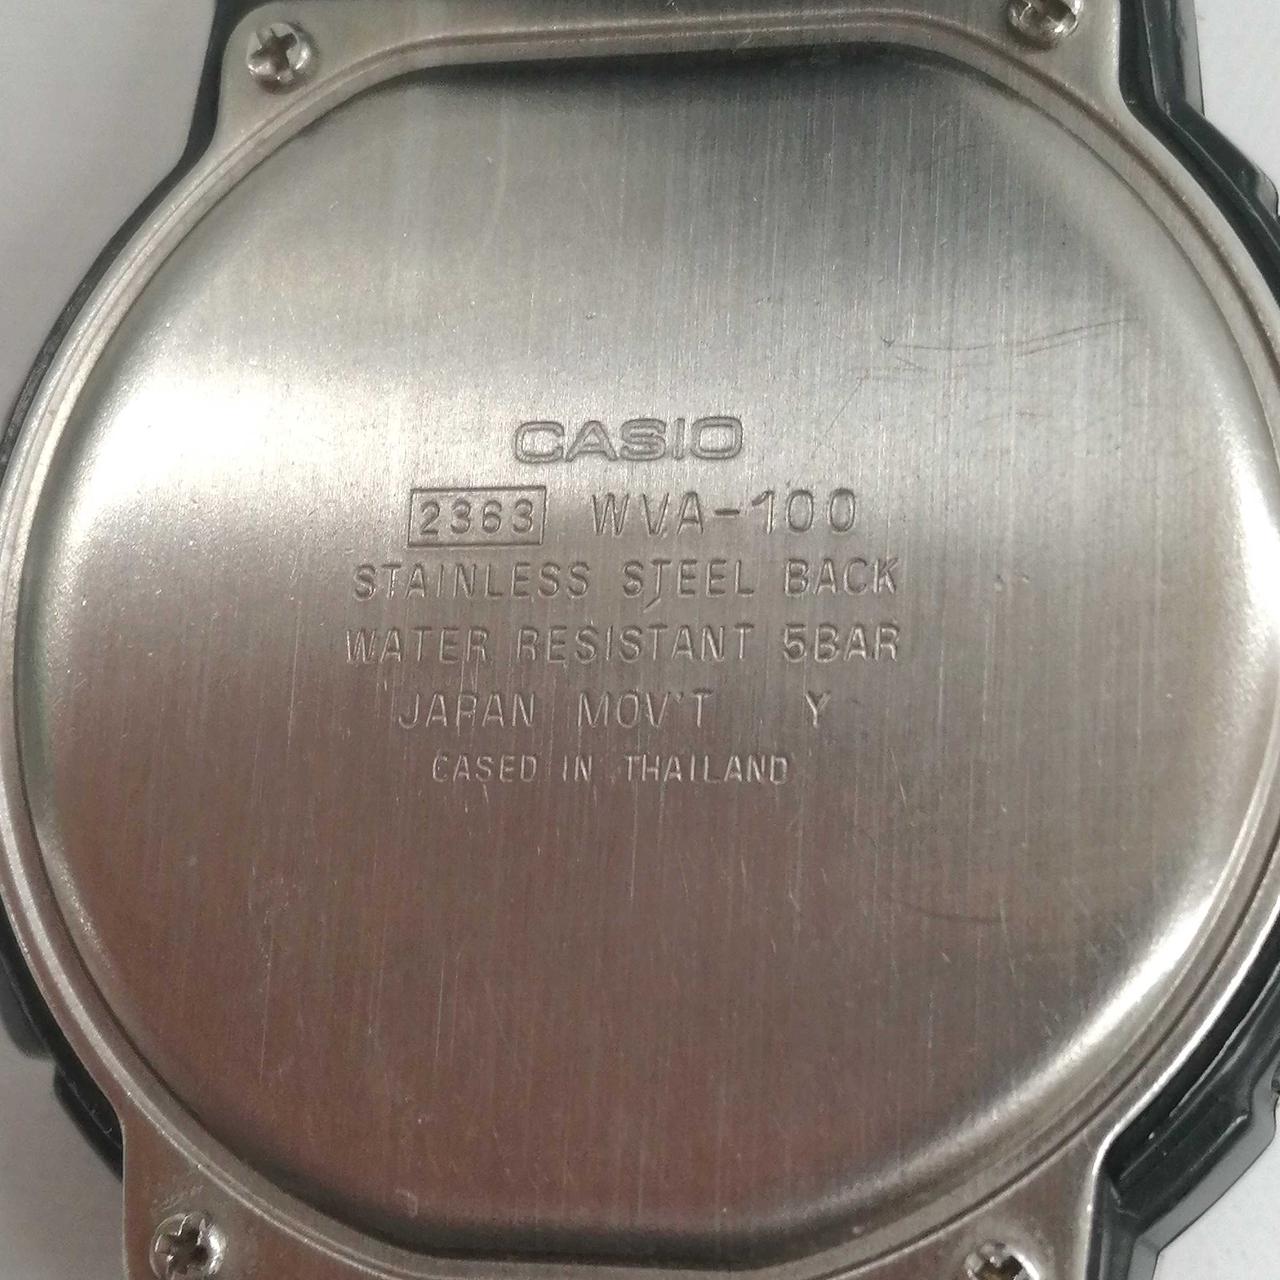 CASIO
2363 WVA-100
STAINLESS STEEL BACK
WATER RESISTANT 5BAR
JAPAN MOV'T Y
CASED IN THAILAND